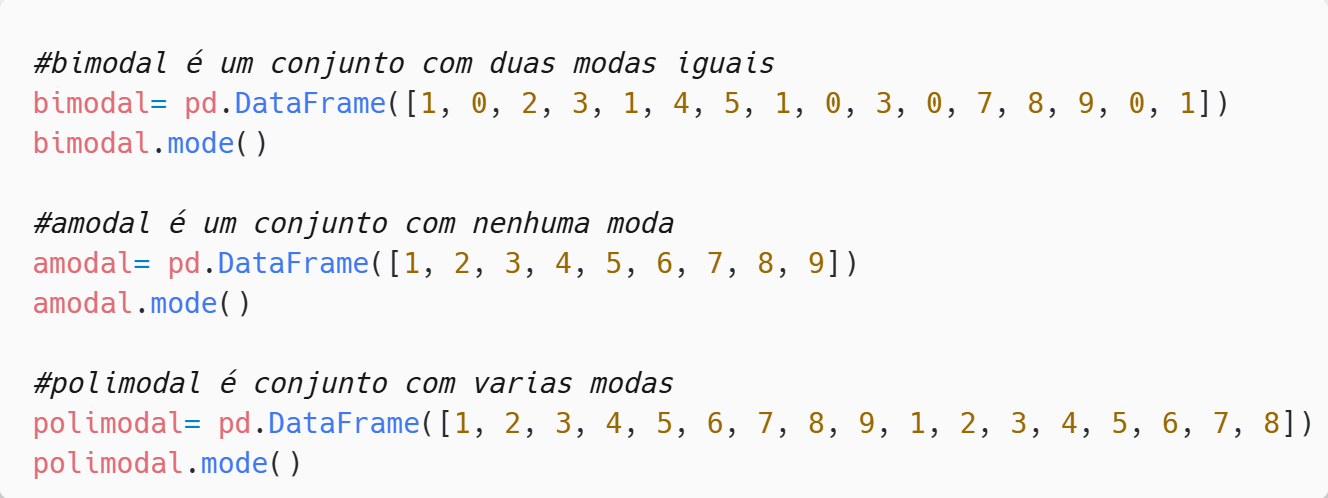 #bimodal é um conjunto com duas modas iguais
bimodal= pd.DataFrame([1, 0, 2, 3, 1, 4, 5, 1, 0, 3, 0, 7, 8, 9, 0, 1])
bimodal.mode()
#amodal é um conjunto com nenhuma moda
amodal= pd.DataFrame([1, 2, 3, 4, 5, 6, 7, 8, 9])
amodal.mode()
#polimodal é conjunto com varias modas
polimodal= pd.DataFrame([1, 2, 3, 4, 5, 6, 7, 8, 9, 1, 2, 3, 4, 5, 6, 7, 8])
polimodal.mode()